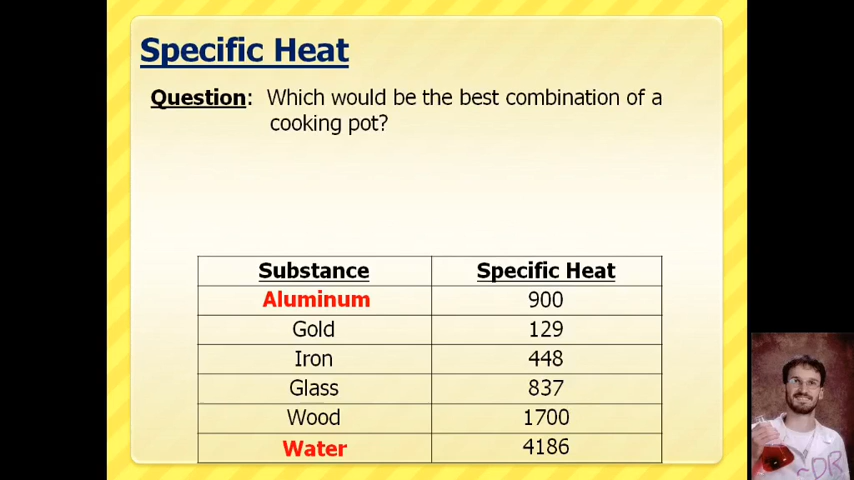 Specific Heat
Question: Which would be the best combination of a
cooking pot?
Substance Specific Heat
Aluminum 900
Gold 129
Iron 448
Glass 837
Wood 1700
Water 4186
~DR